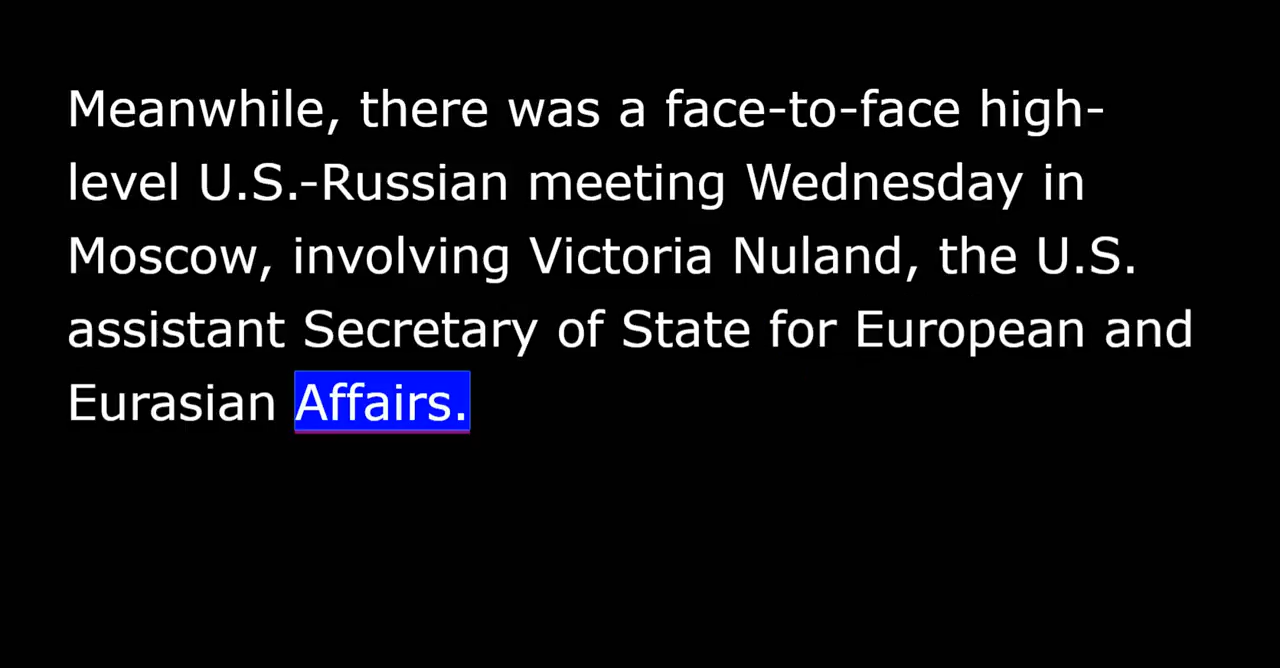 Meanwhile, there was a face-to-face high-
level U.S.-Russian meeting Wednesday in
Moscow, involving Victoria Nuland, the U.S.
assistant Secretary of State for European and
Eurasian Affairs.